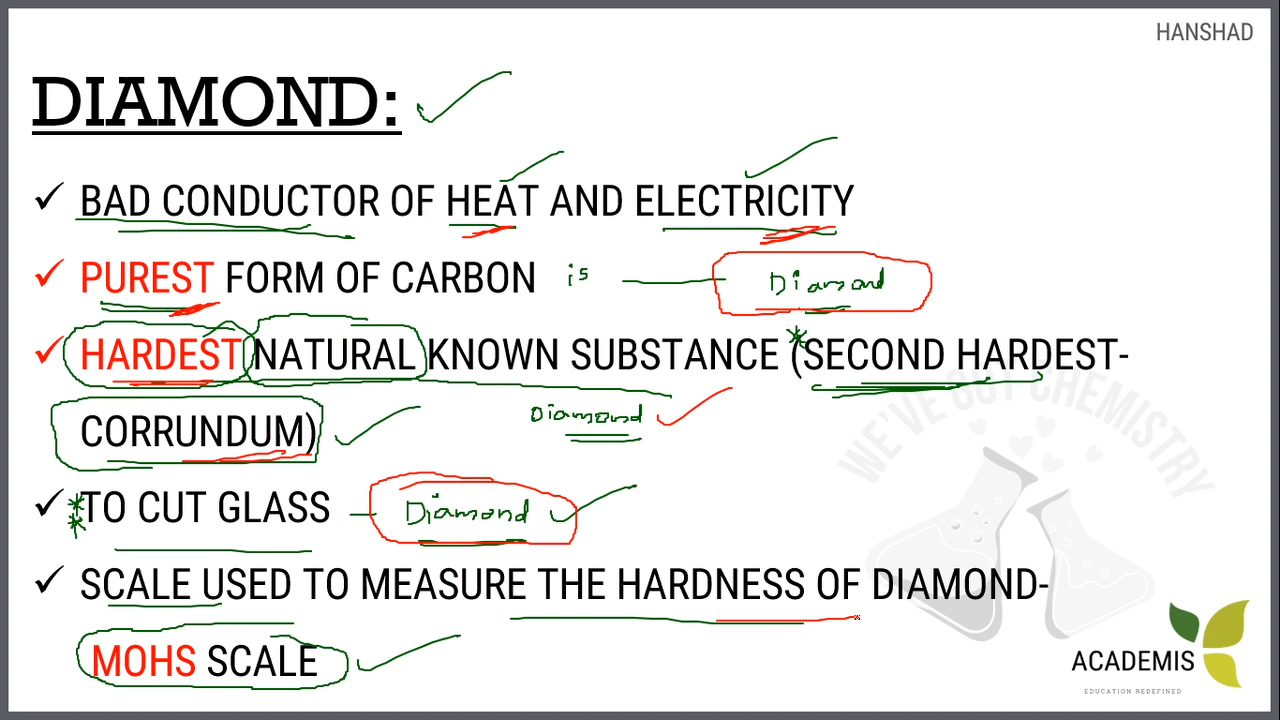 HANSHAD
DIAMOND:
BAD CONDUCTOR OF HEAT AND ELECTRICITY
PUREST FORM OF CARBON is Diamond
HARDEST NATURAL KNOWN SUBSTANCE (SECOND HARDEST-
CORRUNDUM) Diamond
TO CUT GLASS - Diamond
SCALE USED TO MEASURE THE HARDNESS OF DIAMOND-
MOHS SCALE
WE'VE GOT CHEMISTRY
ACADEMIS
EDUCATION REDEFINED